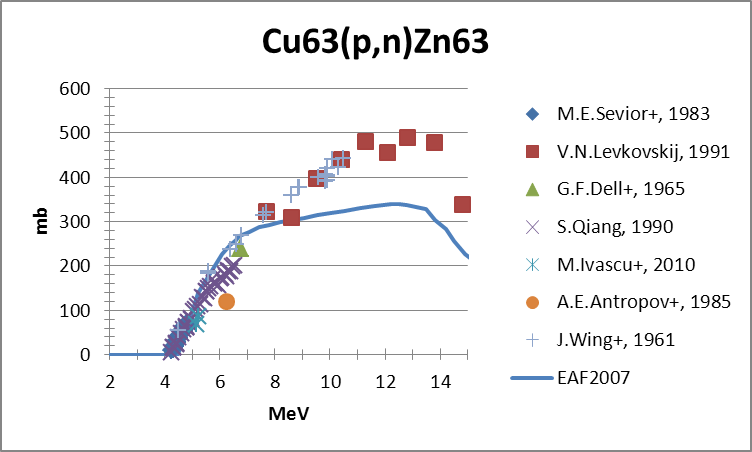 Cu63(p,n)Zn63
600
500
400
300
200
100
0
mb
2 4 6 8 10 12 14
MeV
M.E.Sevior+, 1983
V.N.Levkovskij, 1991
G.F.Dell+, 1965
S.Qiang, 1990
M.Ivascu+, 2010
A.E.Antropov+, 1985
J.Wing+, 1961
EAF2007